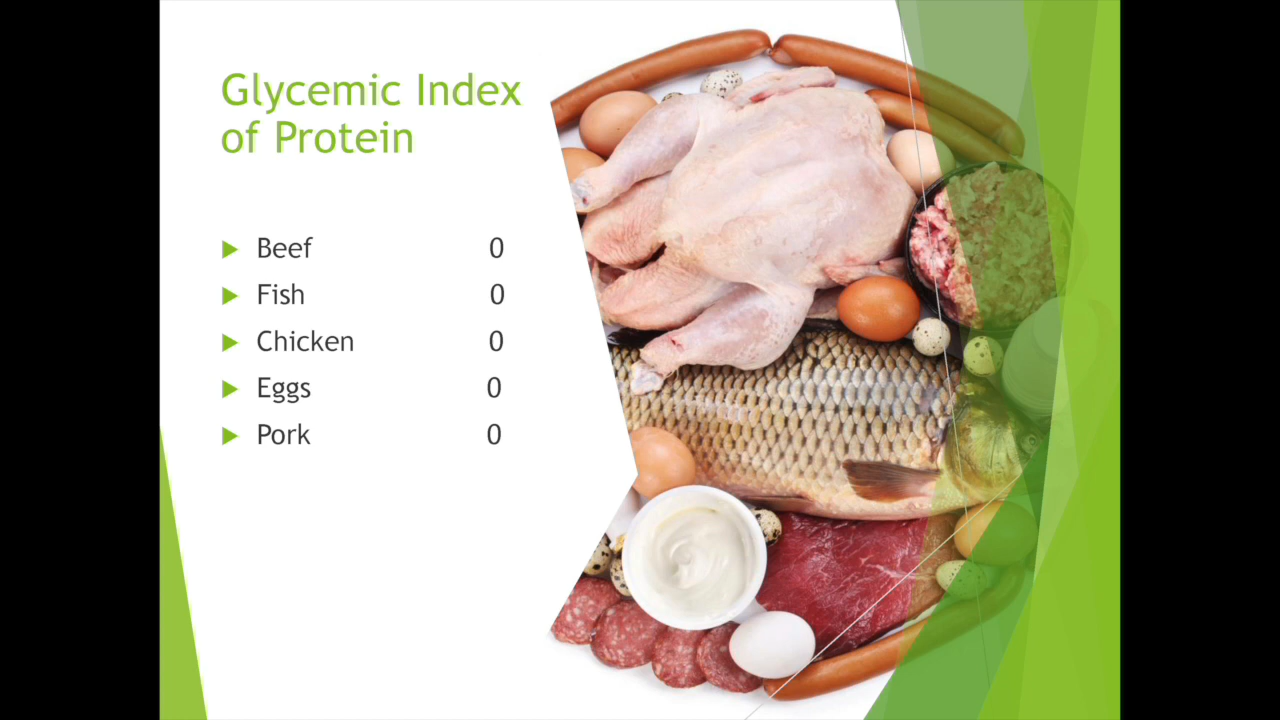 Glycemic Index
of Protein
Beef 0
Fish 0
Chicken 0
Eggs 0
Pork 0